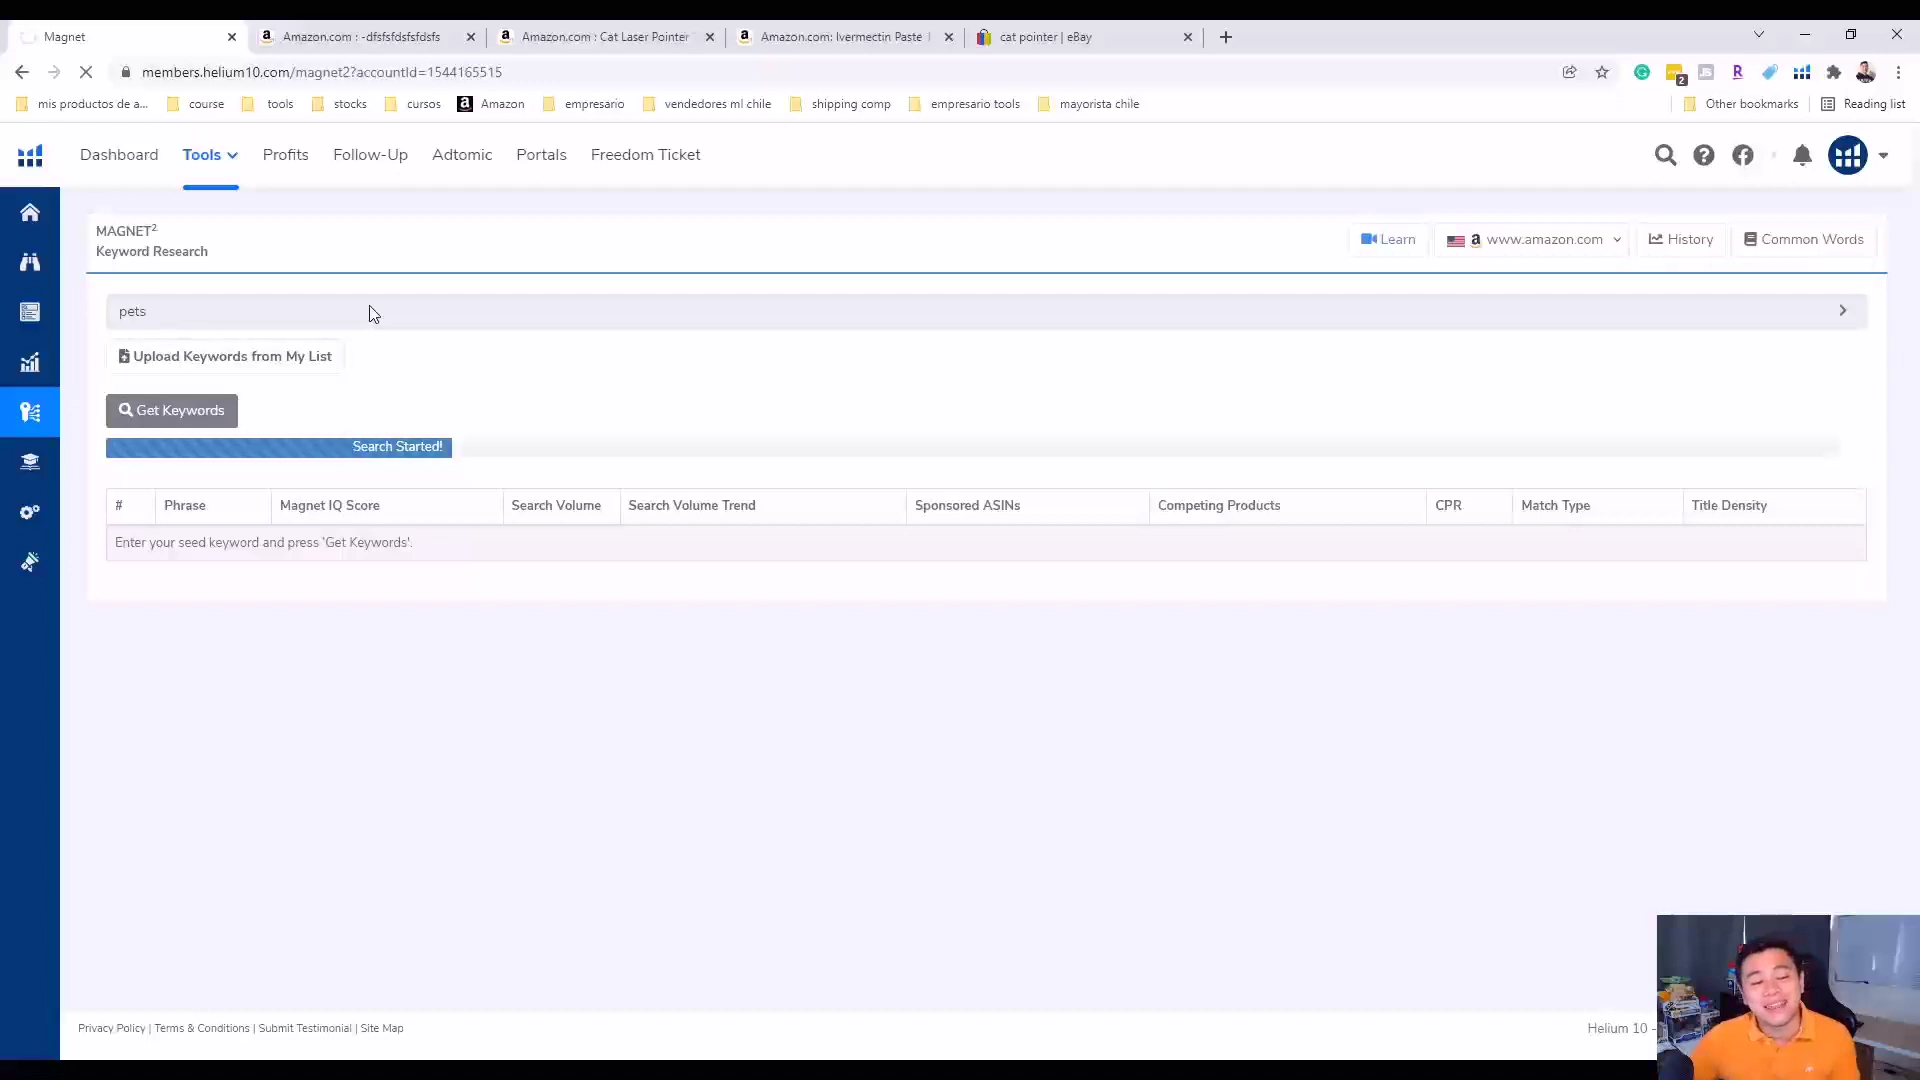 Magnet
Amazon.com : -dfsfsfdsfsfdsfs
Amazon.com : Cat Laser Pointer
Amazon.com: Ivermectin Paste
cat pointer | eBay
members.helium10.com/magnet2?accountId=1544165515
2
R
mis productos de a...
course
tools
stocks
cursos
Amazon
empresario
vendedores ml chile
shipping comp
empresario tools
mayorista chile
Other bookmarks
Reading list
Dashboard
Tools
Profits
Follow-Up
Adtomic
Portals
Freedom Ticket
MAGNET²
Keyword Research
Learn
www.amazon.com
History
Common Words
pets
Upload Keywords from My List
Get Keywords
Search Started!
# Phrase Magnet IQ Score Search Volume Search Volume Trend Sponsored ASINs Competing Products CPR Match Type Title Density
Enter your seed keyword and press 'Get Keywords'.
Privacy Policy | Terms & Conditions | Submit Testimonial | Site Map
Helium 10 -